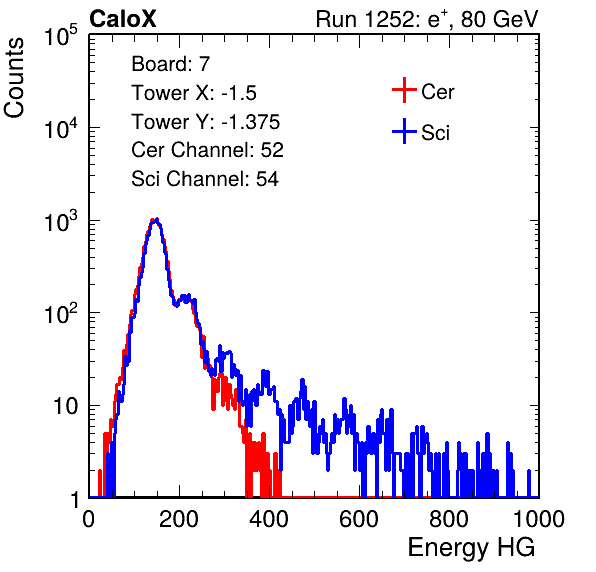 CaloX Run 1252: e⁺, 80 GeV
Counts
10⁵
10⁴
10³
10²
10
1
Board: 7
Tower X: -1.5
Tower Y: -1.375
Cer Channel: 52
Sci Channel: 54
Cer
Sci
0 200 400 600 800 1000
Energy HG